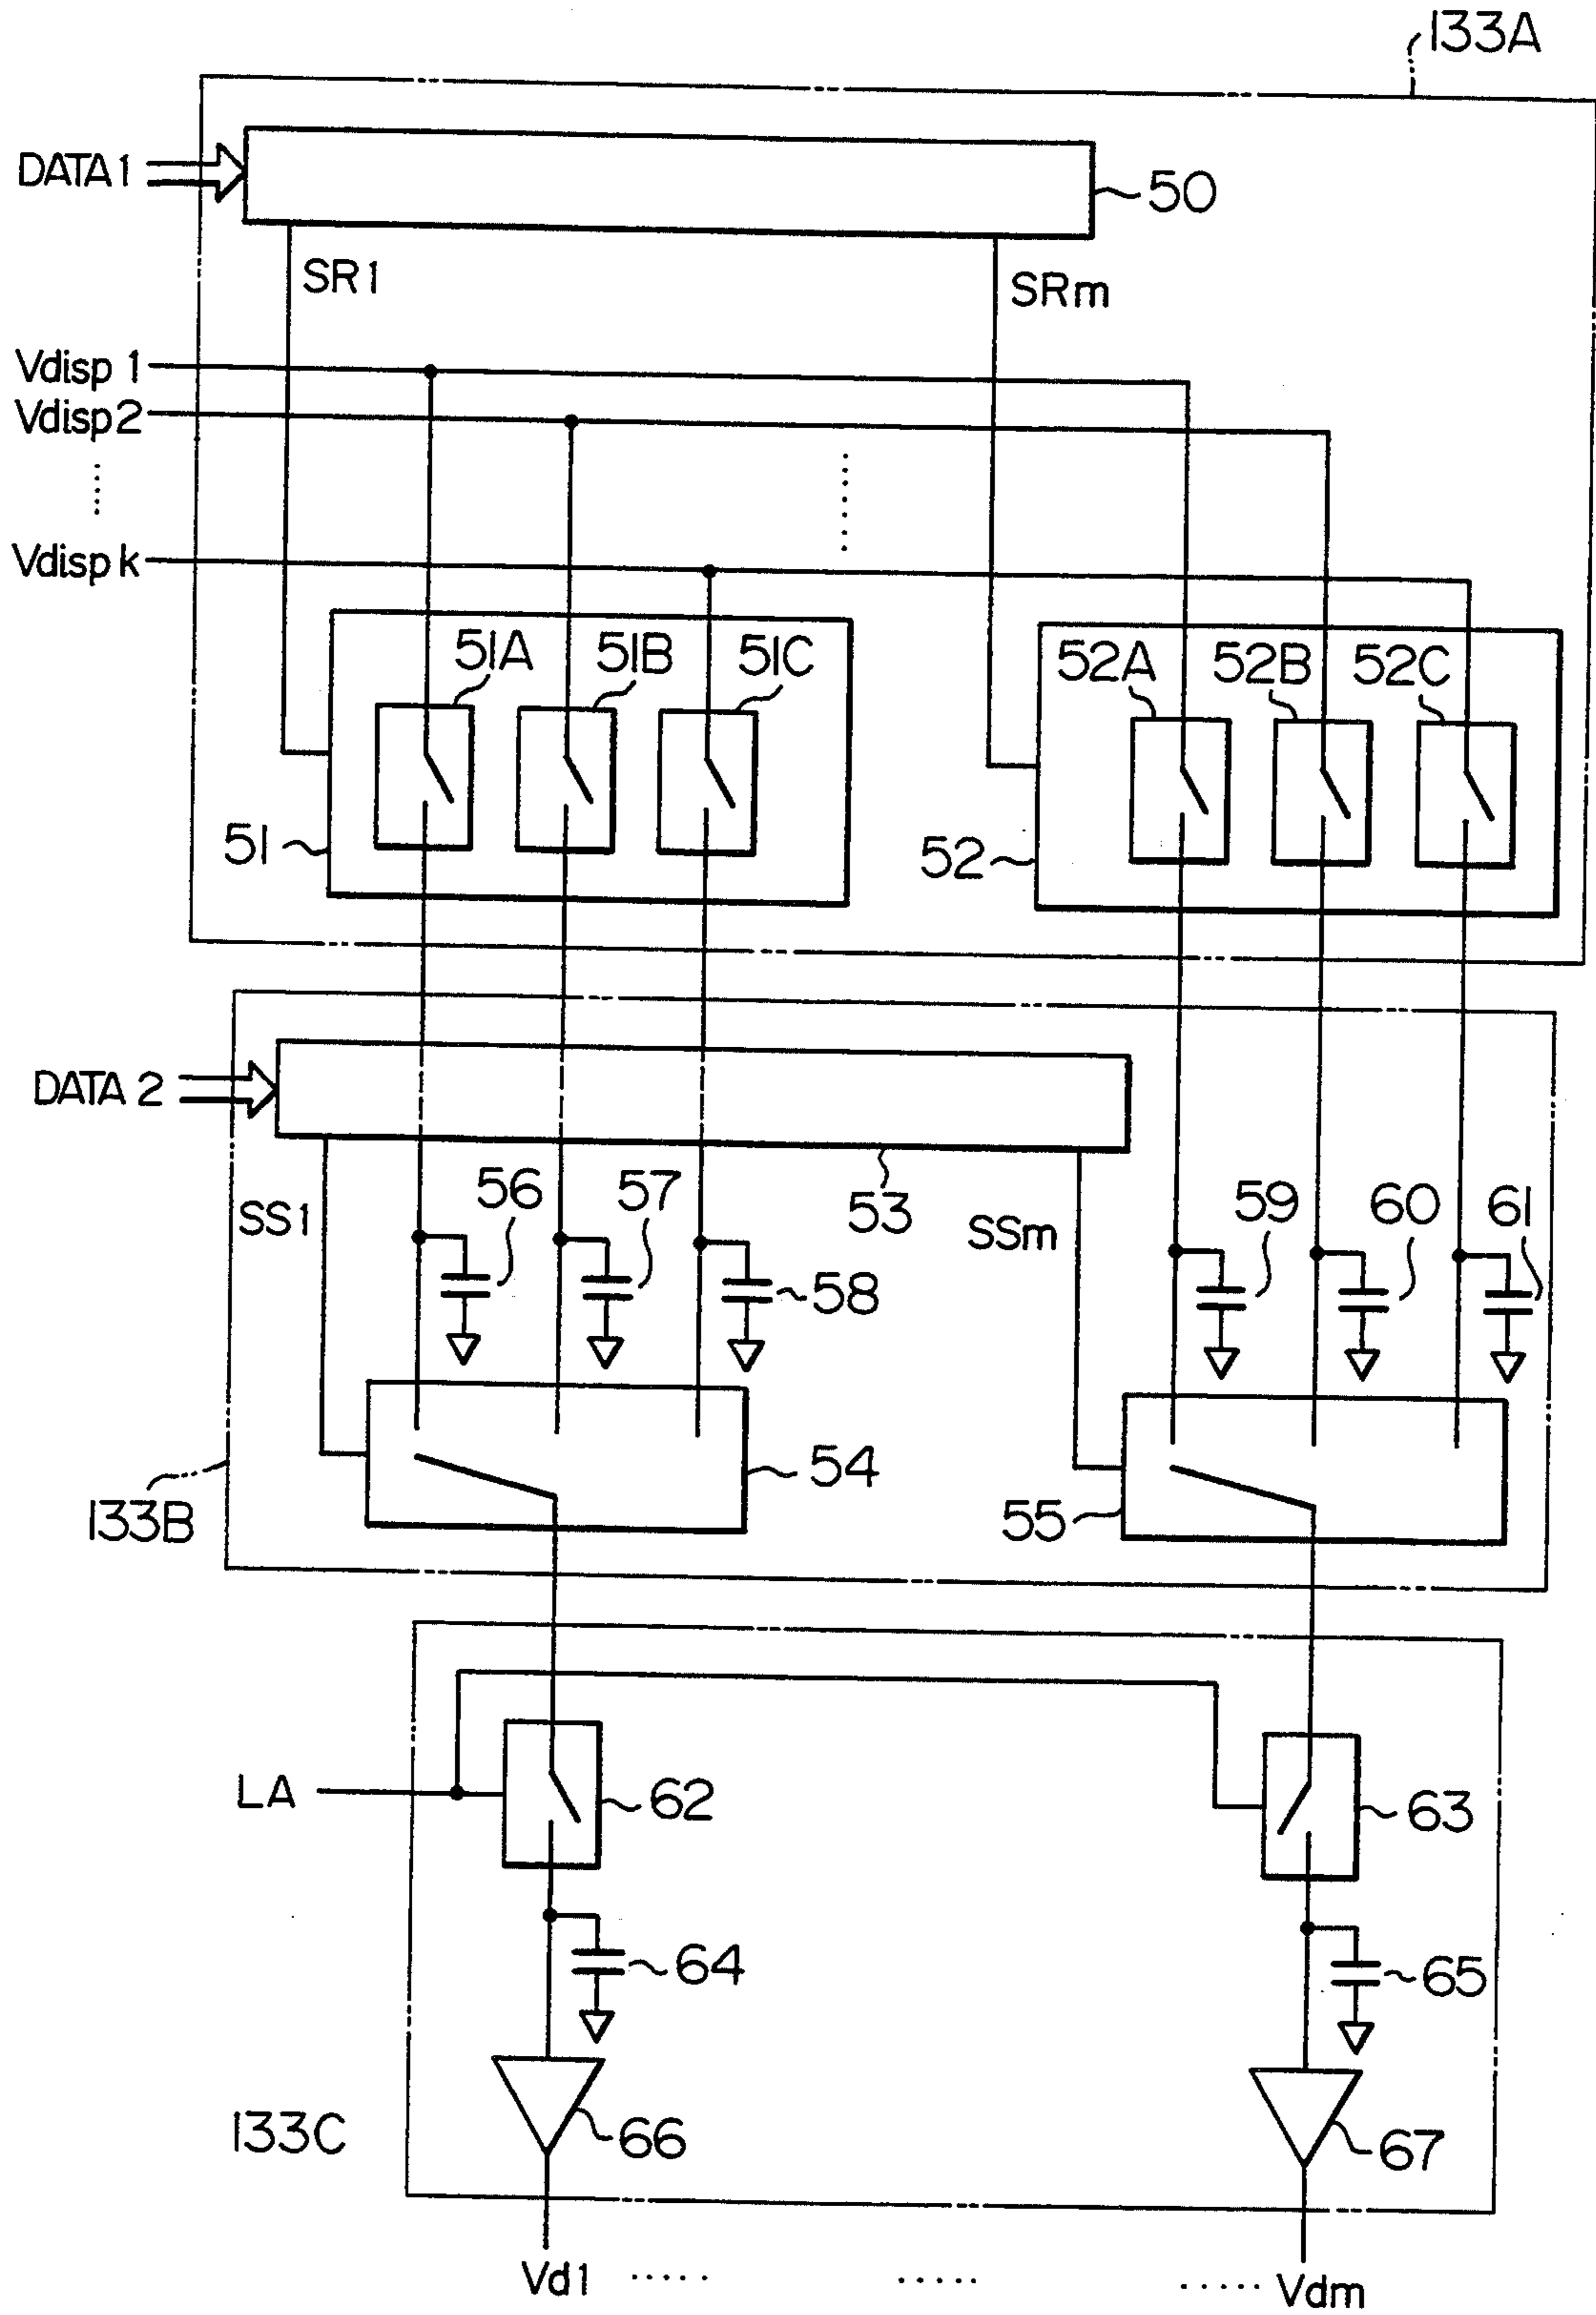 133A
DATA 1
50
SR1
SRm
Vdisp 1
Vdisp 2
Vdisp k
51A
51B
51C
52A
52B
52C
51
52
DATA 2
56
57
58
53
59
60
61
SS1
SSm
54
55
133B
LA
62
63
64
65
66
67
133C
Vd1
Vdm